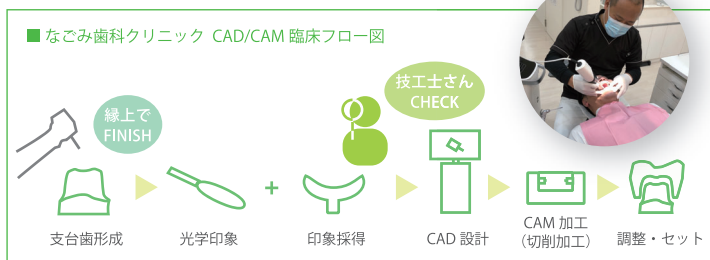 ■ なごみ歯科クリニック CAD/CAM 臨床フロー図
縁上で
FINISH
技工士さん
CHECK
支台歯形成
光学印象
+
印象採得
CAD 設計
CAM 加工
（切削加工）
調整・セット